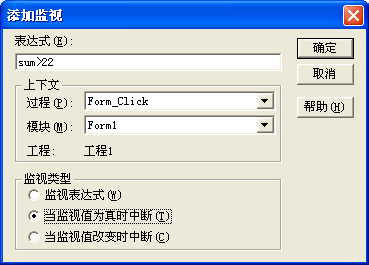 添加监视
表达式(E):
sum>22
确定
取消
帮助(H)
上下文
过程(P): Form_Click
模块(M): Form1
工程: 工程1
监视类型
监视表达式(W)
当监视值为真时中断(T)
当监视值改变时中断(C)